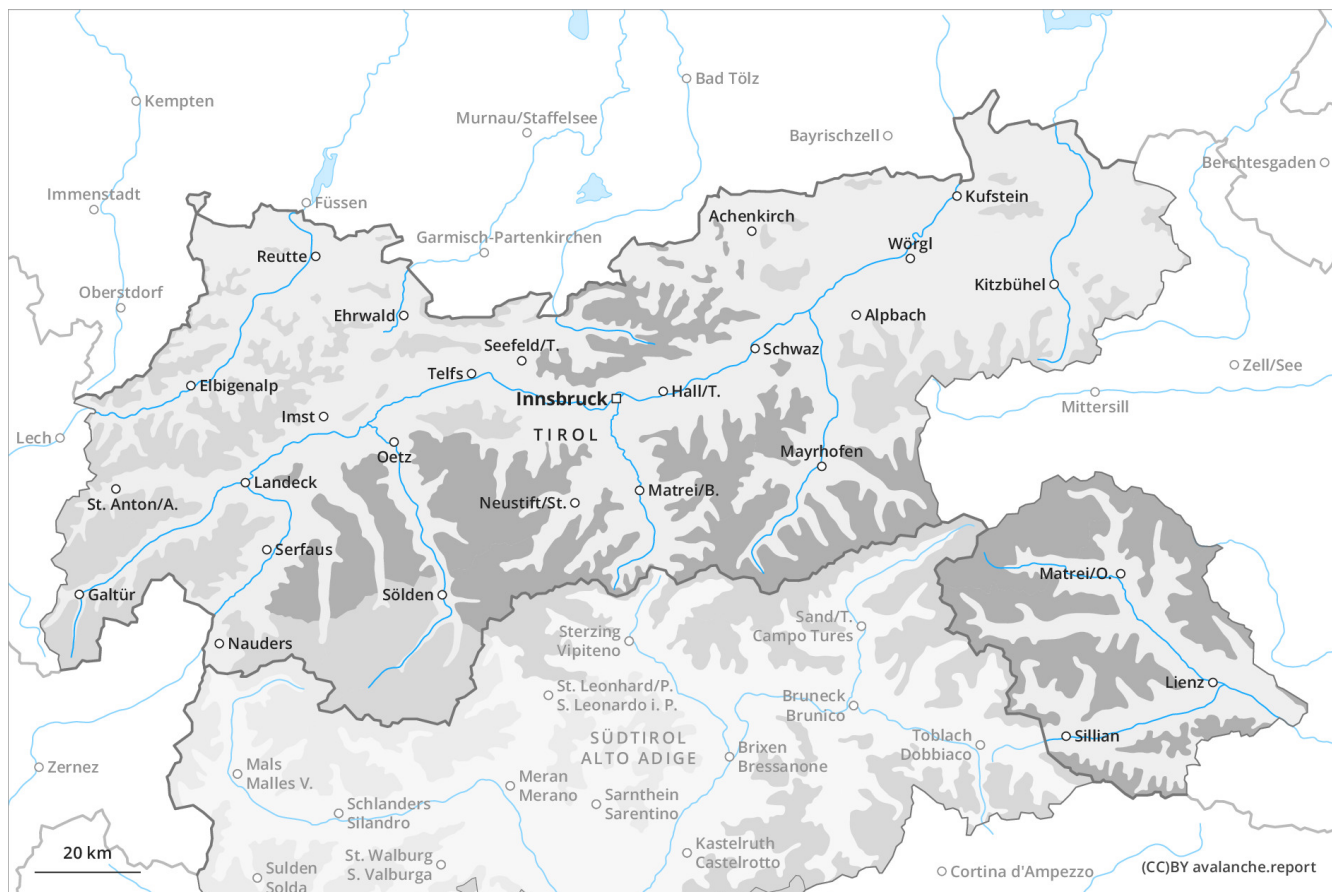 Bad Tölz
Kempten
Murnau/Staffelsee
Bayrischzell
Berchtesgaden
Immenstadt
Füssen
Kufstein
Achenkirch
Garmisch-Partenkirchen
Wörgl
Reutte
Kitzbühel
Oberstdorf
Ehrwald
Alpbach
Seefeld/T.
Schwaz
Zell/See
Telfs
Elbigenalp
Hall/T.
Innsbruck
Mittersill
Imst
TIROL
Lech
Oetz
Mayrhofen
Landeck
Matrei/B.
St. Anton/A.
Neustift/St.
Serfaus
Matrei/O.
Galtür
Sölden
Sand/T.
Campo Tures
Sterzing
Vipiteno
Nauders
Lienz
St. Leonhard/P.
S. Leonardo i. P.
Bruneck
Brunico
Sillian
Toblach
Dobbiaco
SÜDTIROL
ALTO ADIGE
Brixen
Bressanone
Zernez
Mals
Malles V.
Meran
Merano
Sarnthein
Sarentino
Schlanders
Silandro
20 km
St. Walburg
S. Valburga
Kastelruth
Castelrotto
(CC)BY avalanche.report
Cortina d'Ampezzo
Sulden
Solda